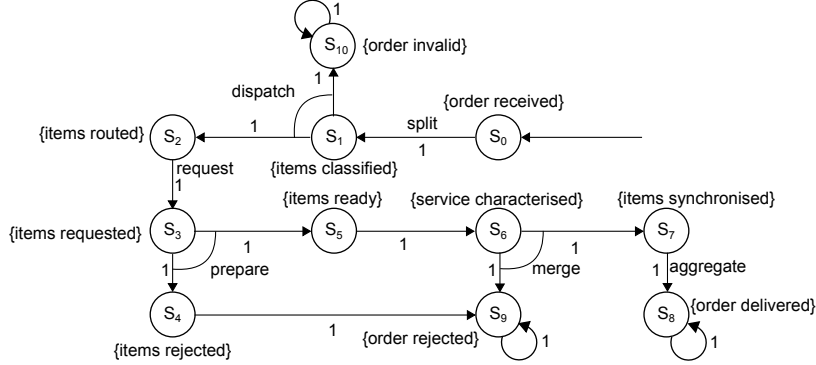 1
S10
{order invalid}
1
dispatch
{order received}
split
{items routed}
S2
1
S1
1
S0
{items classified}
request
1
{items ready}
{service characterised}
{items synchronised}
{items requested}
S3
1
S5
1
S6
1
S7
1
prepare
1
merge
1
aggregate
S4
1
{order rejected}
S9
1
S8
{order delivered}
1
{items rejected}